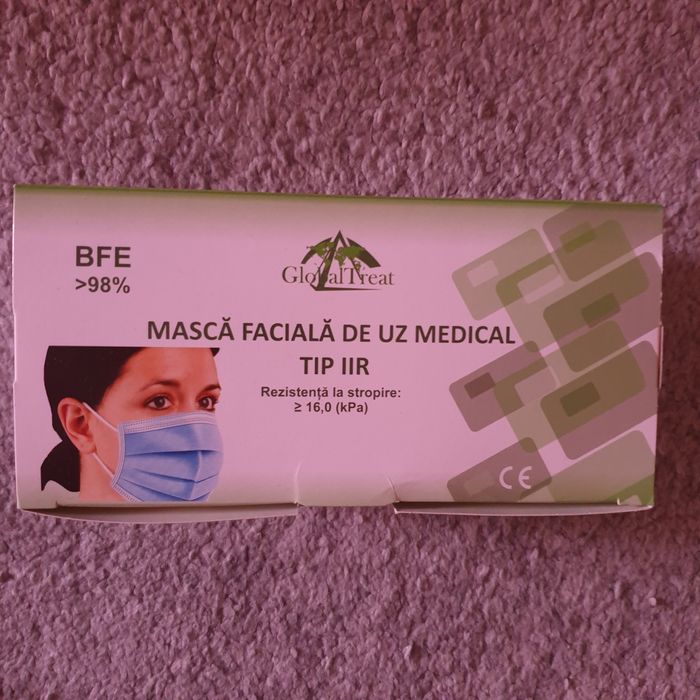 BFE
>98%
GlobalTreat
MASCĂ FACIALĂ DE UZ MEDICAL
TIP IIR
Rezistență la stropire:
≥ 16,0 (kPa)
CE